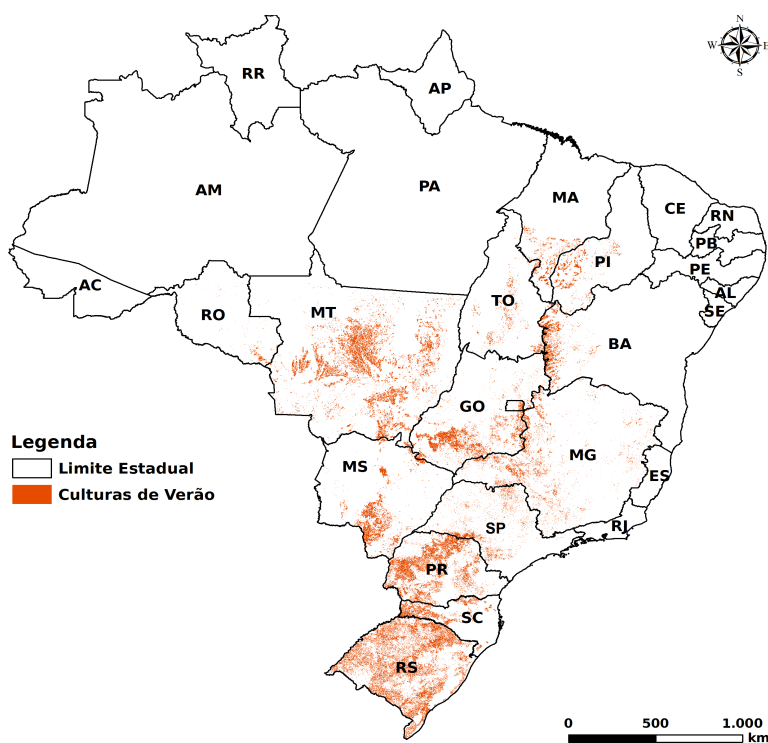 N
W E
S
RR
AP
AM
PA
MA
CE
RN
PB
PI
PE
AC
AL
TO
SE
RO
MT
BA
GO
Legenda
MG
Limite Estadual
MS
ES
Culturas de Verão
SP
RJ
PR
SC
RS
0 500 1.000
km